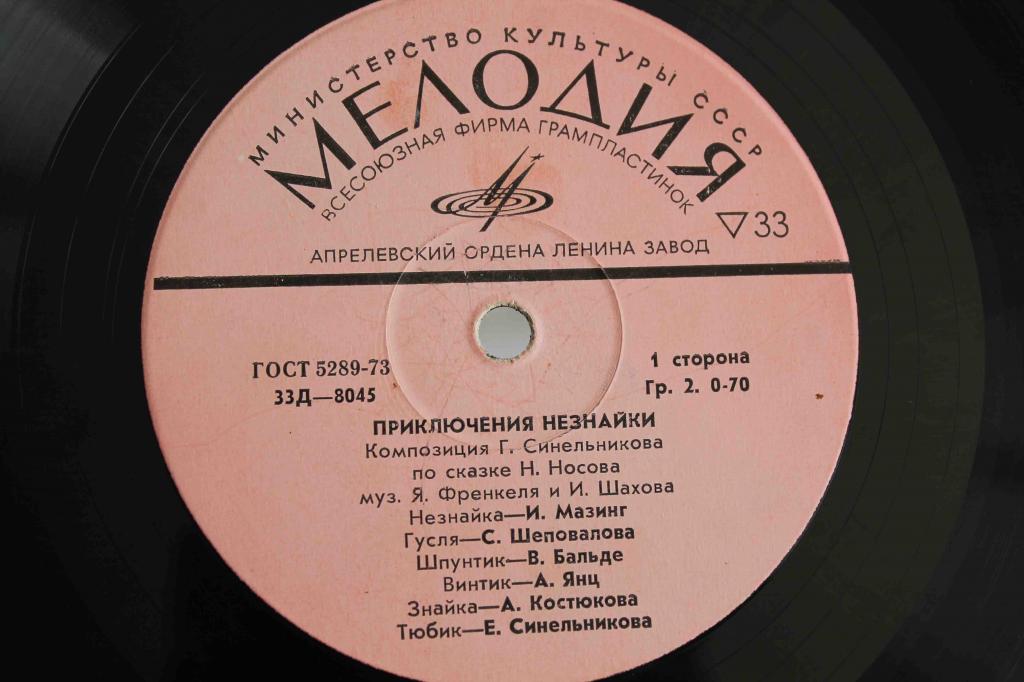 МИНИСТЕРСТВО КУЛЬТУРЫ СССР
МЕЛОДИЯ
ВСЕСОЮЗНАЯ ФИРМА ГРАМПЛАСТИНОК
▽33
АПРЕЛЕВСКИЙ ОРДЕНА ЛЕНИНА ЗАВОД
ГОСТ 5289-73
33Д—8045
1 сторона
Гр. 2. 0-70
ПРИКЛЮЧЕНИЯ НЕЗНАЙКИ
Композиция Г. Синельникова
по сказке Н. Носова
муз. Я. Френкеля и И. Шахова
Незнайка—И. Мазинг
Гусля—С. Шеповалова
Шпунтик—В. Бальде
Винтик—А. Янц
Знайка—А. Костюкова
Тюбик—Е. Синельникова